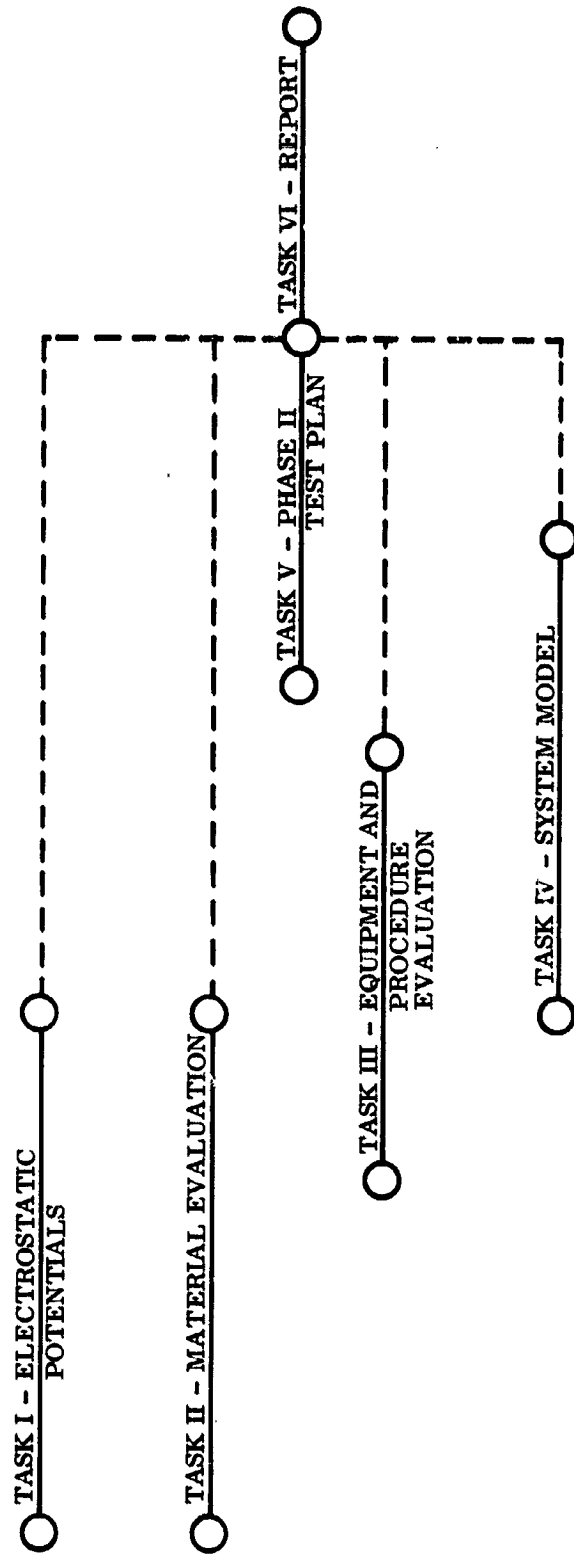 TASK I - ELECTROSTATIC
POTENTIALS
TASK II - MATERIAL EVALUATION
TASK III - EQUIPMENT AND
PROCEDURE
EVALUATION
TASK IV - SYSTEM MODEL
TASK V - PHASE II
TEST PLAN
TASK VI - REPORT